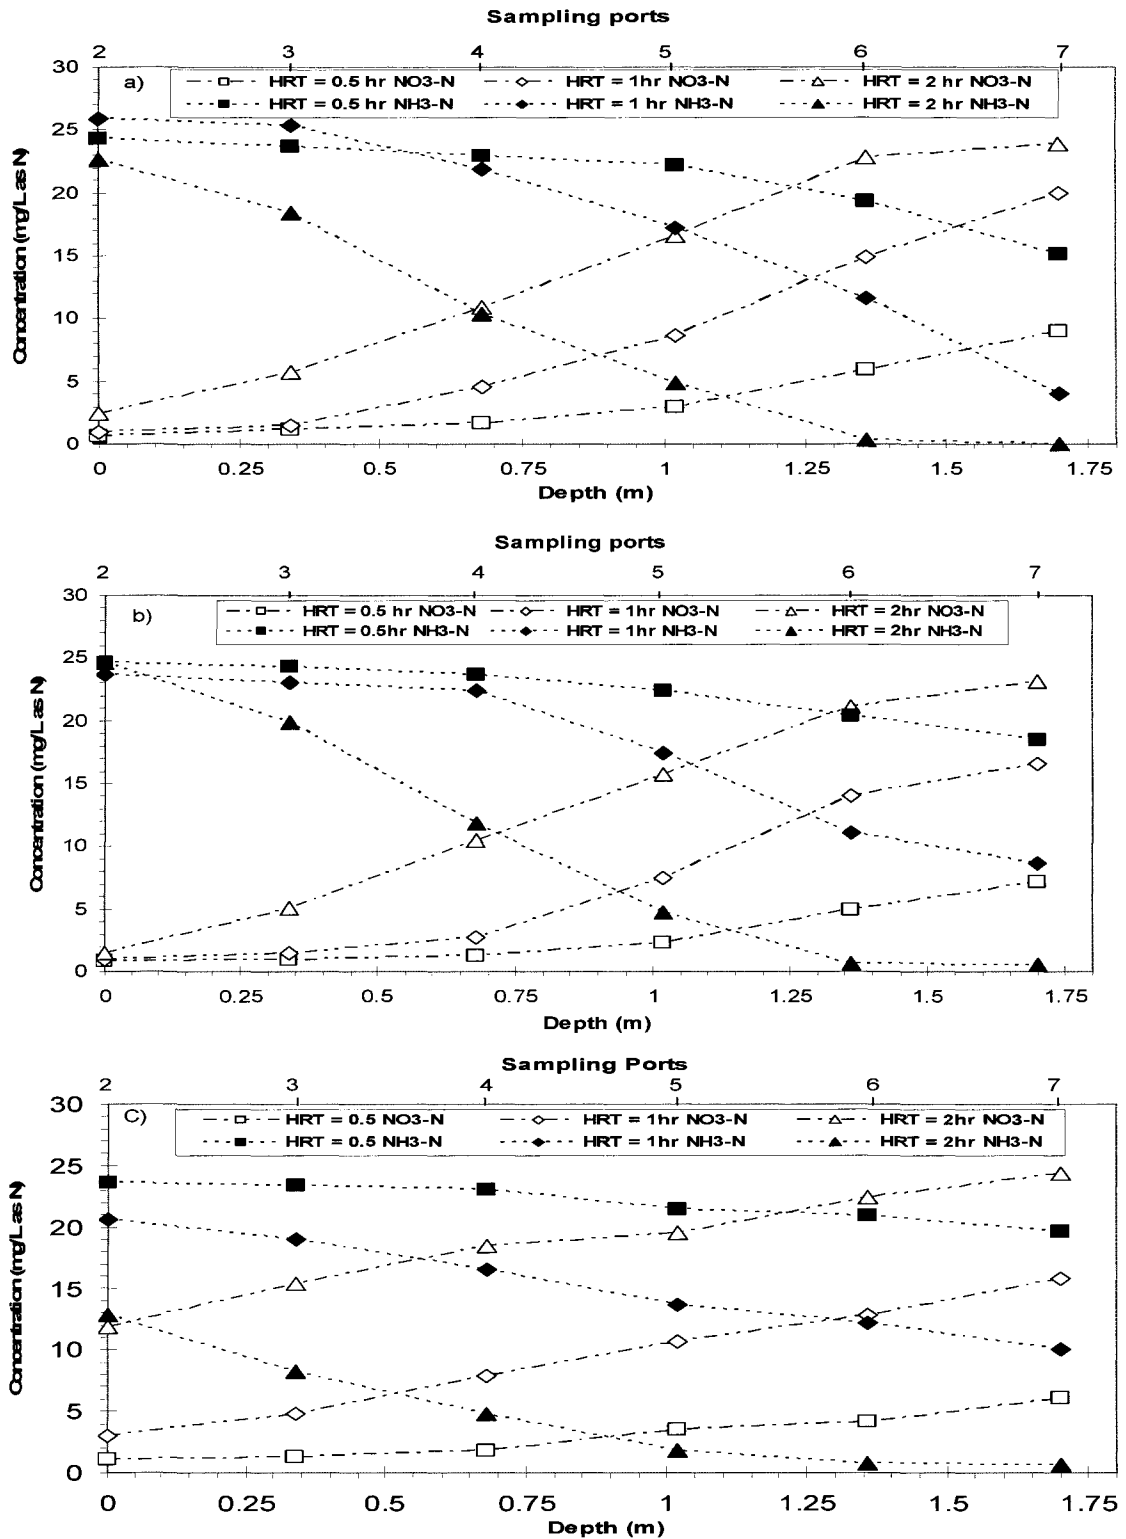 Sampling ports
2 3 4 5 6 7
a)
HRT = 0.5 hr NO3-N HRT = 1hr NO3-N HRT = 2 hr NO3-N
HRT = 0.5 hr NH3-N HRT = 1 hr NH3-N HRT = 2 hr NH3-N
30
25
20
15
10
5
0
Concentration (mg/L as N)
0 0.25 0.5 0.75 1 1.25 1.5 1.75
Depth (m)
Sampling ports
2 3 4 5 6 7
b)
HRT = 0.5 hr NO3-N HRT = 1hr NO3-N HRT = 2hr NO3-N
HRT = 0.5hr NH3-N HRT = 1hr NH3-N HRT = 2hr NH3-N
30
25
20
15
10
5
0
Concentration (mg/L as N)
0 0.25 0.5 0.75 1 1.25 1.5 1.75
Depth (m)
Sampling Ports
2 3 4 5 6 7
C)
HRT = 0.5 NO3-N HRT = 1hr NO3-N HRT = 2hr NO3-N
HRT = 0.5 NH3-N HRT = 1hr NH3-N HRT = 2hr NH3-N
30
25
20
15
10
5
0
Concentration (mg/L as N)
0 0.25 0.5 0.75 1 1.25 1.5 1.75
Depth (m)